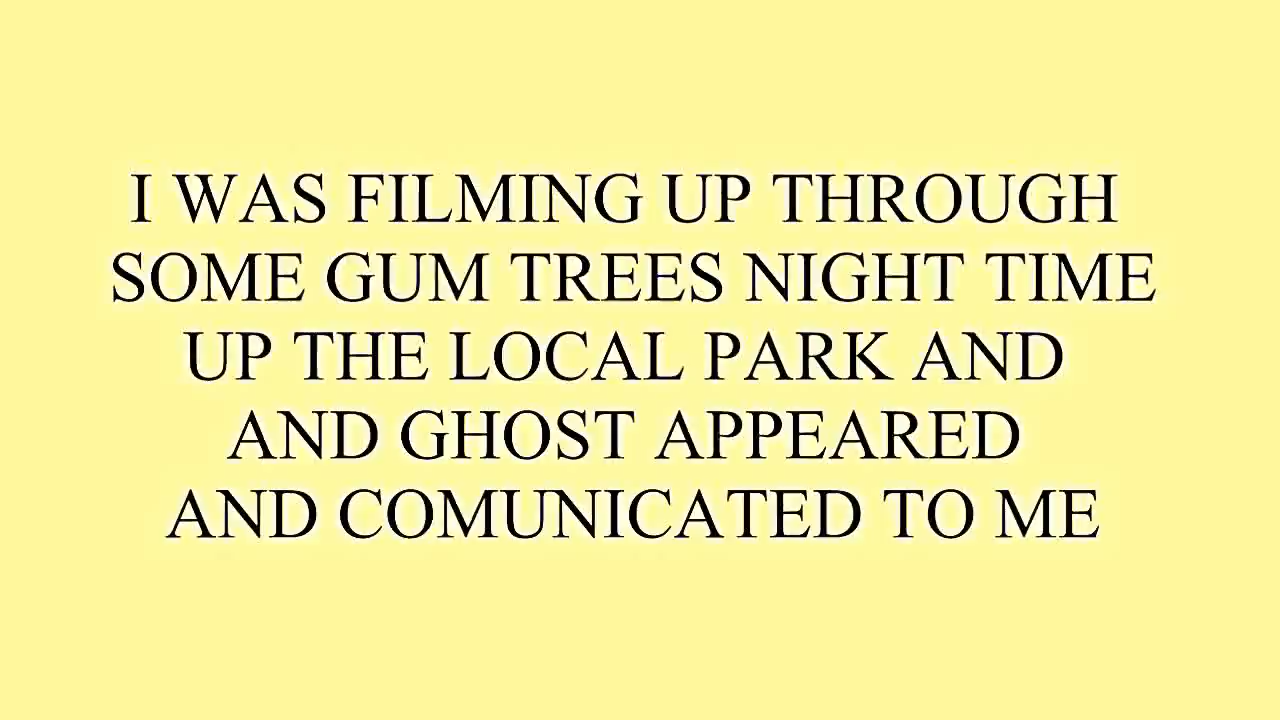 I WAS FILMING UP THROUGH
SOME GUM TREES NIGHT TIME
UP THE LOCAL PARK AND
AND GHOST APPEARED
AND COMUNICATED TO ME